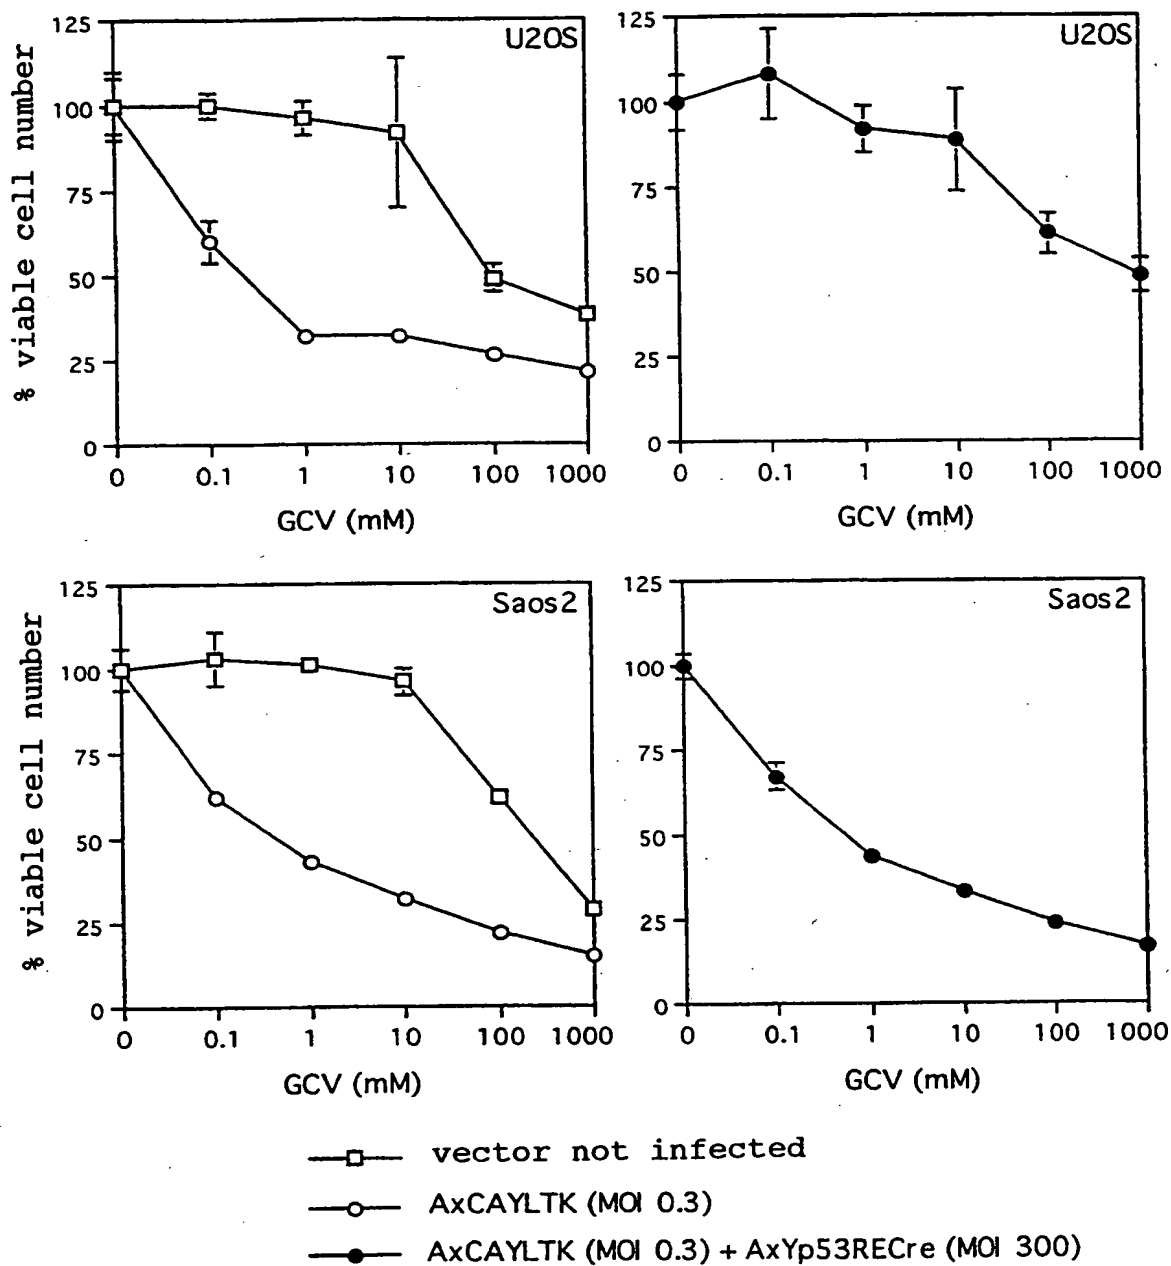 U2OS
% viable cell number
125
100
75
50
25
0
0 0.1 1 10 100 1000
GCV (mM)
U2OS
125
100
75
50
25
0
0 0.1 1 10 100 1000
GCV (mM)
Saos2
% viable cell number
125
100
75
50
25
0
0 0.1 1 10 100 1000
GCV (mM)
Saos2
125
100
75
50
25
0
0 0.1 1 10 100 1000
GCV (mM)
vector not infected
AxCAYLTK (MOI 0.3)
AxCAYLTK (MOI 0.3) + AxYp53RECre (MOI 300)